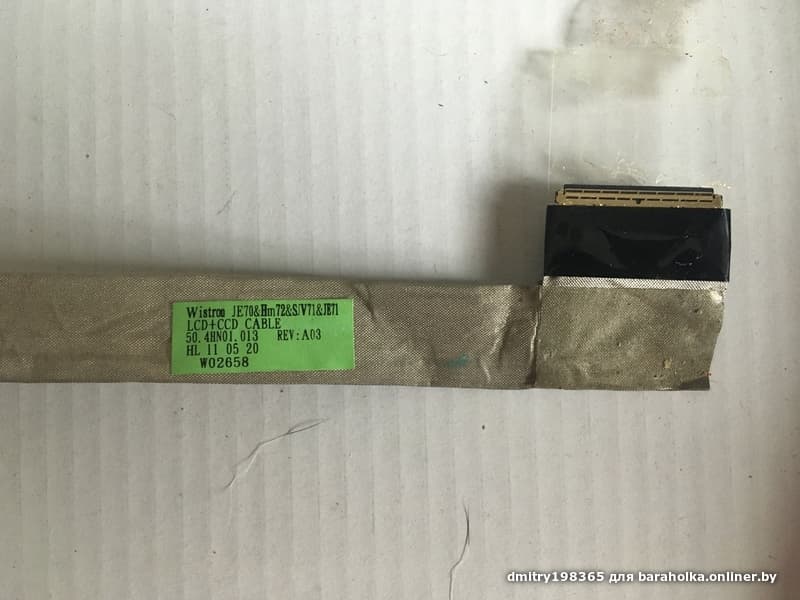 Wistron JE70&Hm72&S/V71&JE71
LCD+CCD CABLE
50.4HN01.013 REV:A03
HL 11 05 20
W02658
dmitry198365 для baraholka.onliner.by